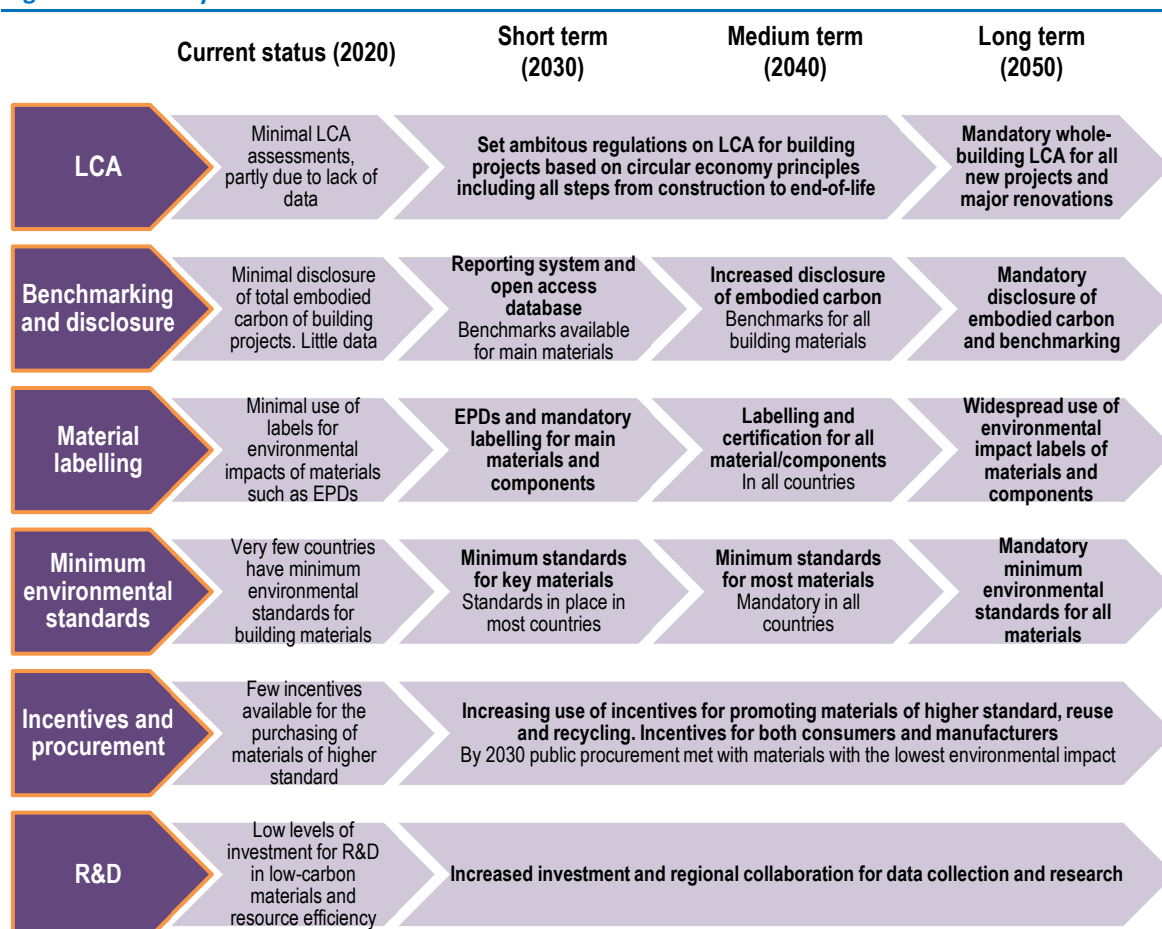 Current status (2020)
Short term
(2030)
Medium term
(2040)
Long term
(2050)
LCA
Minimal LCA
assessments,
partly due to lack of
data
Set ambitous regulations on LCA for building
projects based on circular economy principles
including all steps from construction to end-of-life
Mandatory whole-
building LCA for all
new projects and
major renovations
Benchmarking
and disclosure
Minimal disclosure
of total embodied
carbon of building
projects. Little data
Reporting system and
open access
database
Benchmarks available
for main materials
Increased disclosure
of embodied carbon
Benchmarks for all
building materials
Mandatory
disclosure of
embodied carbon
and benchmarking
Material
labelling
Minimal use of
labels for
environmental
impacts of materials
such as EPDs
EPDs and mandatory
labelling for main
materials and
components
Labelling and
certification for all
material/components
In all countries
Widespread use of
environmental
impact labels of
materials and
components
Minimum
environmental
standards
Very few countries
have minimum
environmental
standards for
building materials
Minimum standards
for key materials
Standards in place in
most countries
Minimum standards
for most materials
Mandatory in all
countries
Mandatory
minimum
environmental
standards for all
materials
Incentives and
procurement
Few incentives
available for the
purchasing of
materials of higher
standard
Increasing use of incentives for promoting materials of higher standard, reuse
and recycling. Incentives for both consumers and manufacturers
By 2030 public procurement met with materials with the lowest environmental impact
R&D
Low levels of
investment for R&D
in low-carbon
materials and
resource efficiency
Increased investment and regional collaboration for data collection and research